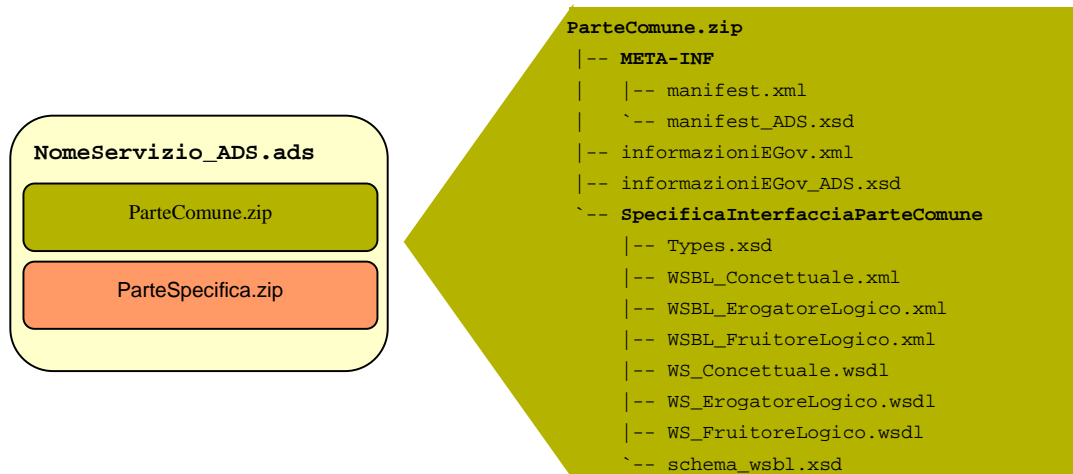 NomeServizio_ADS.ads
ParteComune.zip
ParteSpecifica.zip
ParteComune.zip
|-- META-INF
|   |-- manifest.xml
|   `-- manifest_ADS.xsd
|-- informazioniEGov.xml
|-- informazioniEGov_ADS.xsd
`-- SpecificaInterfacciaParteComune
    |-- Types.xsd
    |-- WSBL_Concettuale.xml
    |-- WSBL_ErogatoreLogico.xml
    |-- WSBL_FruitoreLogico.xml
    |-- WS_Concettuale.wsdl
    |-- WS_ErogatoreLogico.wsdl
    |-- WS_FruitoreLogico.wsdl
    `-- schema_wsbl.xsd